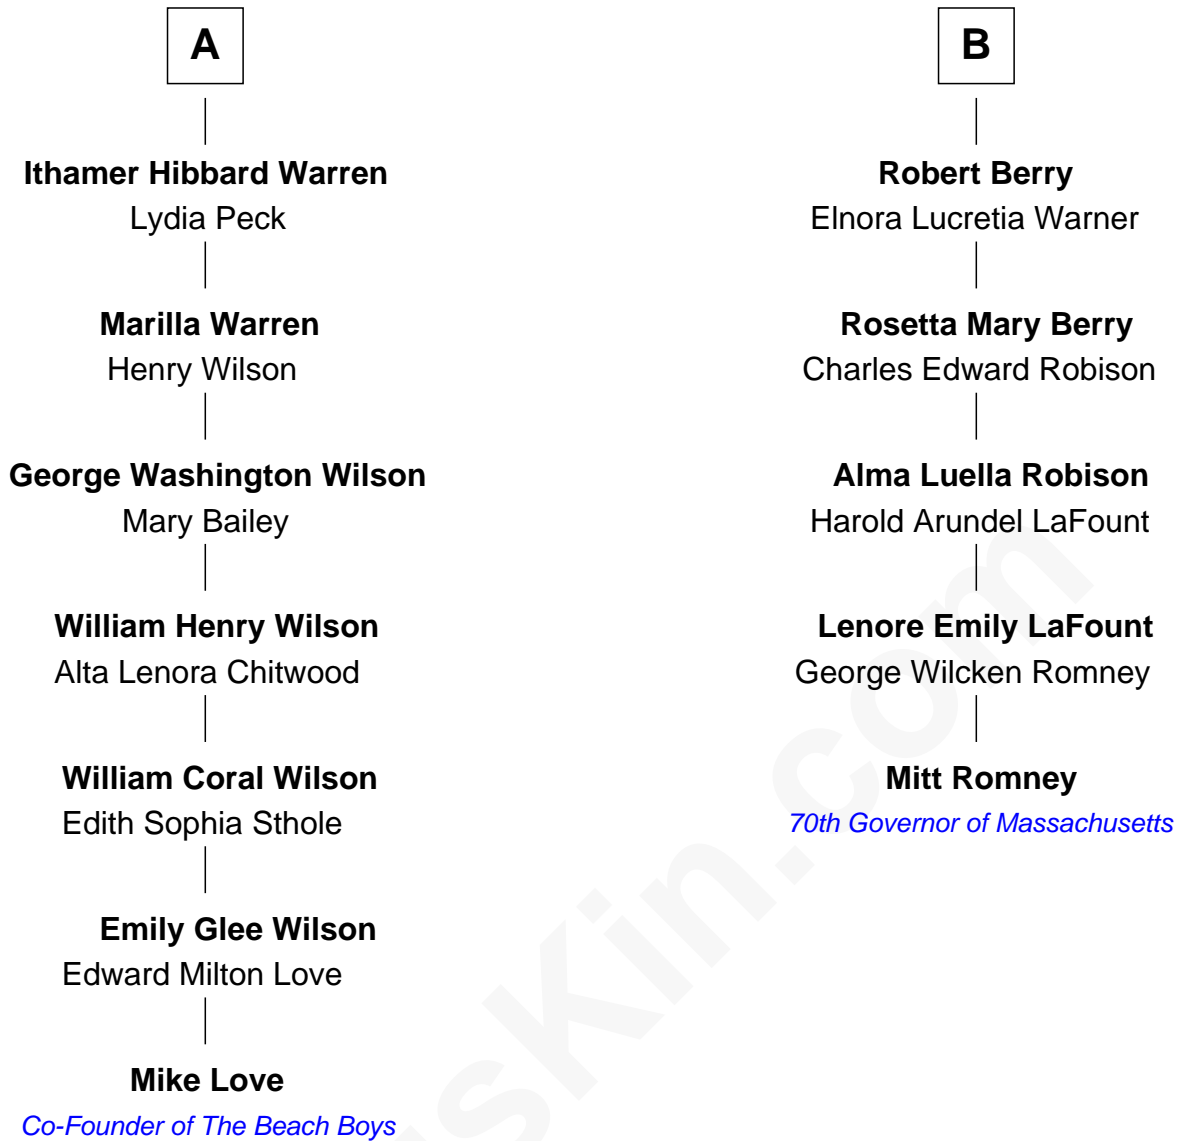 A
Ithamer Hibbard Warren
Lydia Peck
Marilla Warren
Henry Wilson
George Washington Wilson
Mary Bailey
William Henry Wilson
Alta Lenora Chitwood
William Coral Wilson
Edith Sophia Sthole
Emily Glee Wilson
Edward Milton Love
Mike Love
Co-Founder of The Beach Boys
B
Robert Berry
Elnora Lucretia Warner
Rosetta Mary Berry
Charles Edward Robison
Alma Luella Robison
Harold Arundel LaFount
Lenore Emily LaFount
George Wilcken Romney
Mitt Romney
70th Governor of Massachusetts
sKin.com